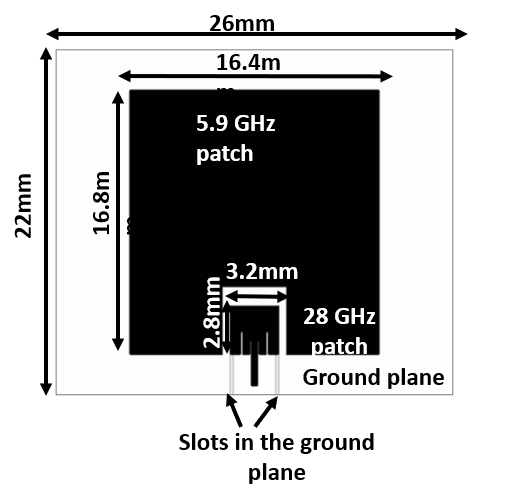 26mm
16.4m
m
5.9 GHz
patch
22mm
16.8m
m
3.2mm
2.8mm
28 GHz
patch
Ground plane
Slots in the ground
plane